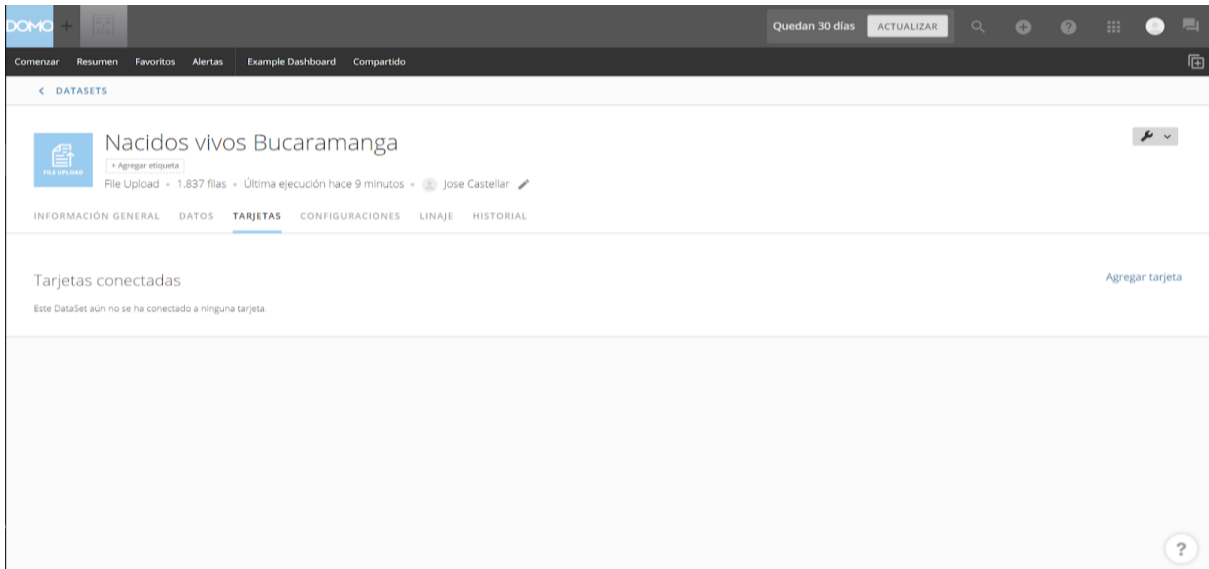 DOMO + Quedan 30 días ACTUALIZAR
Comenzar Resumen Favoritos Alertas Example Dashboard Compartido
< DATASETS
Nacidos vivos Bucaramanga
+ Agregar etiqueta
FILE UPLOAD
File Upload • 1.837 filas • Última ejecución hace 9 minutos • Jose Castellar
INFORMACIÓN GENERAL DATOS TARJETAS CONFIGURACIONES LINAJE HISTORIAL
Tarjetas conectadas Agregar tarjeta
Este DataSet aún no se ha conectado a ninguna tarjeta.
?